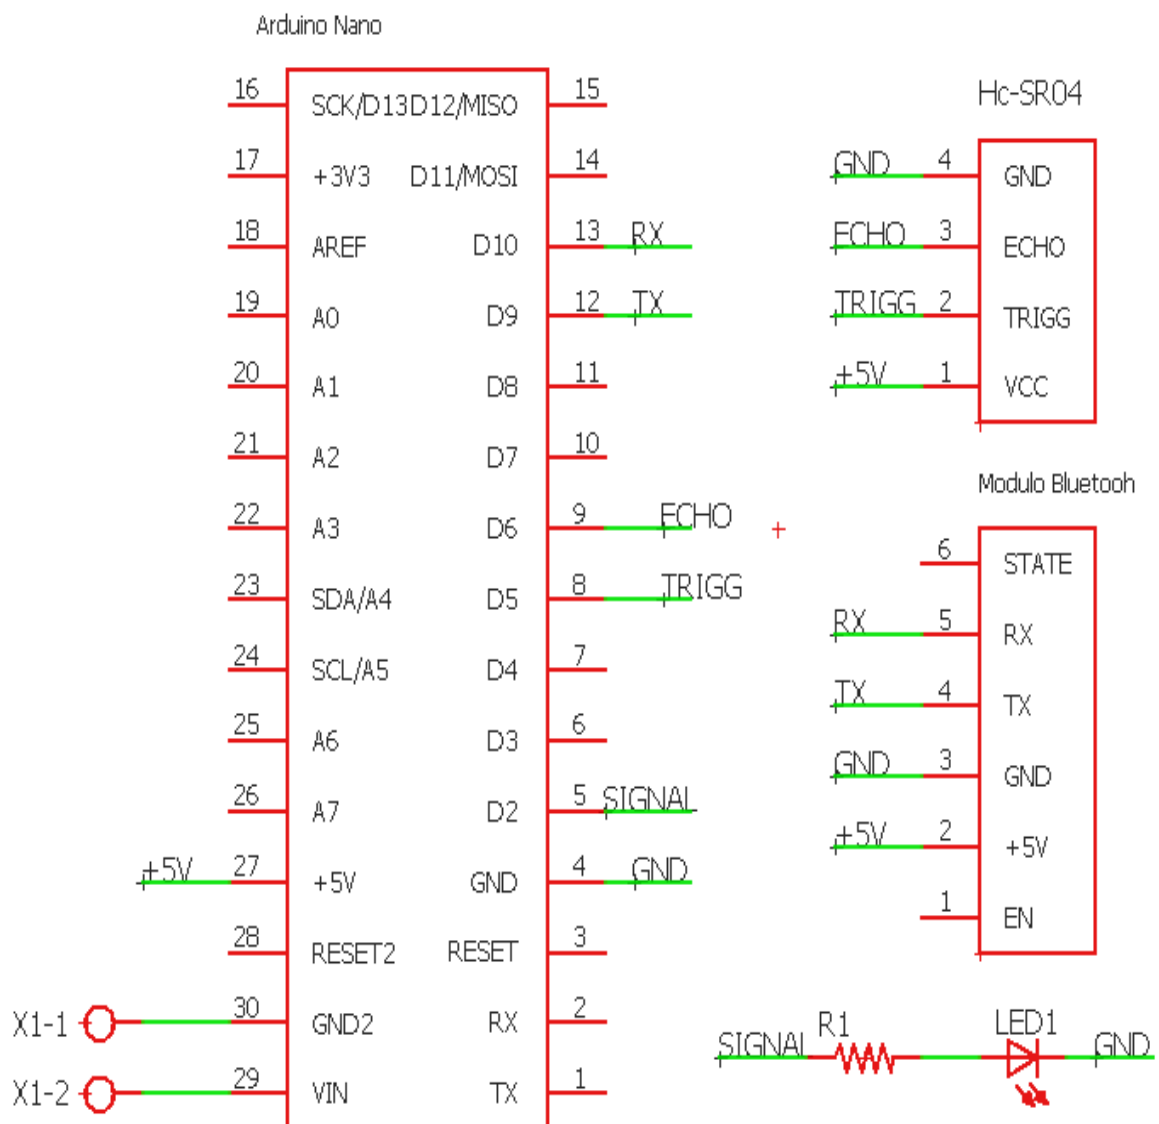 Arduino Nano
16 SCK/D13 D12/MISO 15
17 +3V3 D11/MOSI 14
18 AREF D10 13 RX
19 A0 D9 12 TX
20 A1 D8 11
21 A2 D7 10
22 A3 D6 9 ECHO
23 SDA/A4 D5 8 TRIGG
24 SCL/A5 D4 7
25 A6 D3 6
26 A7 D2 5 SIGNAL
+5V 27 +5V GND 4 GND
28 RESET2 RESET 3
X1-1 30 GND2 RX 2
X1-2 29 VIN TX 1
Hc-SR04
GND 4 GND
ECHO 3 ECHO
TRIGG 2 TRIGG
+5V 1 VCC
Modulo Bluetooh
6 STATE
RX 5 RX
TX 4 TX
GND 3 GND
+5V 2 +5V
1 EN
SIGNAL R1 LED1 GND